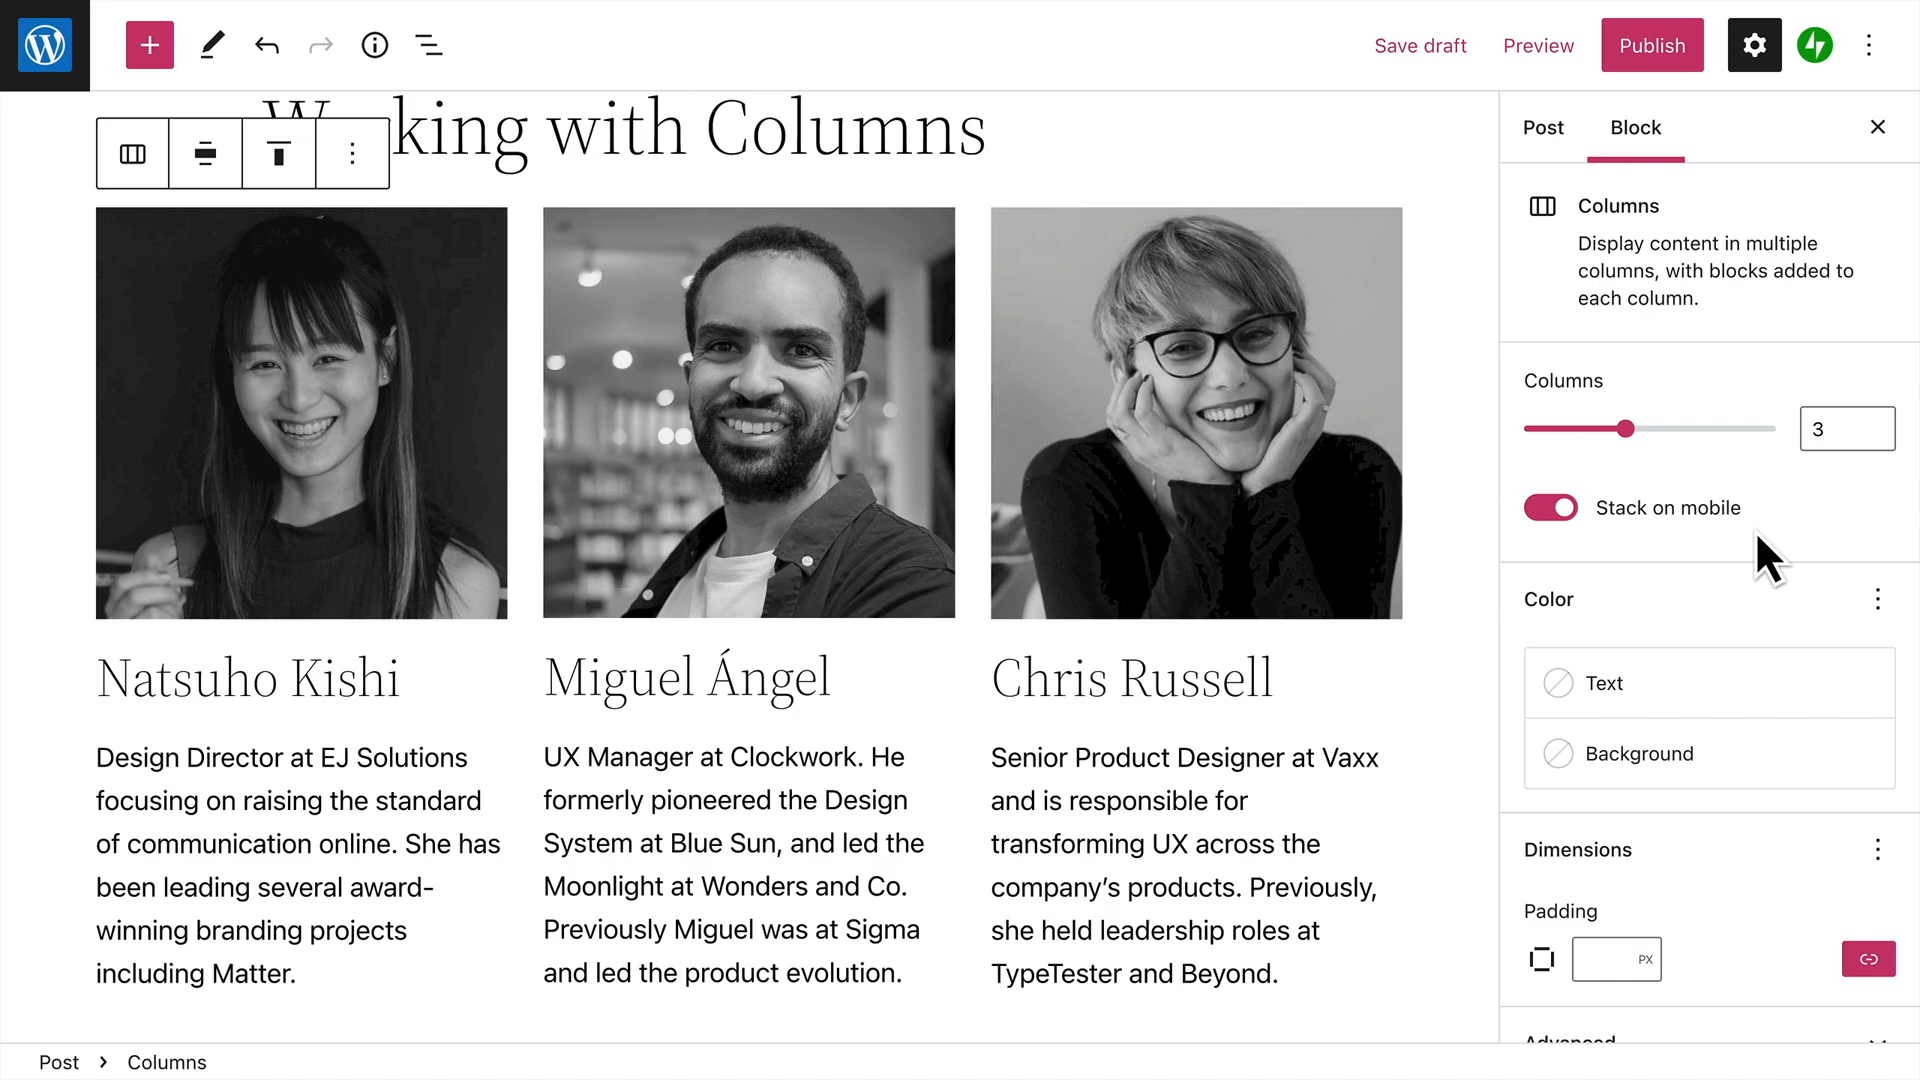 Save draft
Preview
Publish
W king with Columns
Natsuho Kishi
Design Director at EJ Solutions
focusing on raising the standard
of communication online. She has
been leading several award-
winning branding projects
including Matter.
Miguel Ángel
UX Manager at Clockwork. He
formerly pioneered the Design
System at Blue Sun, and led the
Moonlight at Wonders and Co.
Previously Miguel was at Sigma
and led the product evolution.
Chris Russell
Senior Product Designer at Vaxx
and is responsible for
transforming UX across the
company’s products. Previously,
she held leadership roles at
TypeTester and Beyond.
Post
Block
Columns
Display content in multiple
columns, with blocks added to
each column.
Columns
3
Stack on mobile
Color
Text
Background
Dimensions
Padding
PX
Advanced
Post
Columns